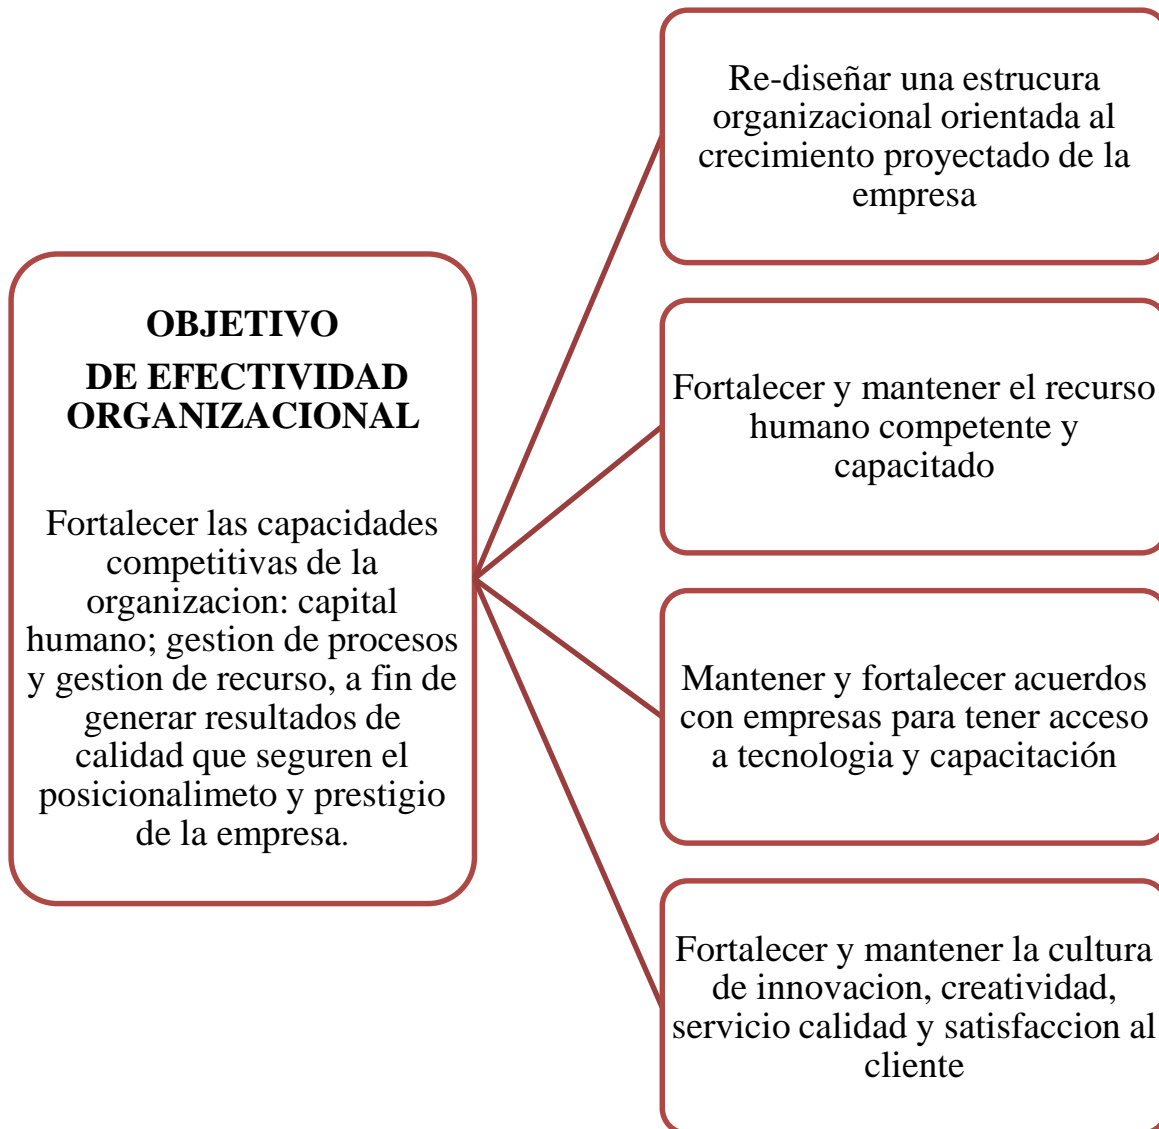 OBJETIVO
DE EFECTIVIDAD
ORGANIZACIONAL
Fortalecer las capacidades
competitivas de la
organizacion: capital
humano; gestion de procesos
y gestion de recurso, a fin de
generar resultados de
calidad que seguren el
posicionalimeto y prestigio
de la empresa.
Re-diseñar una estrucura
organizacional orientada al
crecimiento proyectado de la
empresa
Fortalecer y mantener el recurso
humano competente y
capacitado
Mantener y fortalecer acuerdos
con empresas para tener acceso
a tecnologia y capacitación
Fortalecer y mantener la cultura
de innovacion, creatividad,
servicio calidad y satisfaccion al
cliente